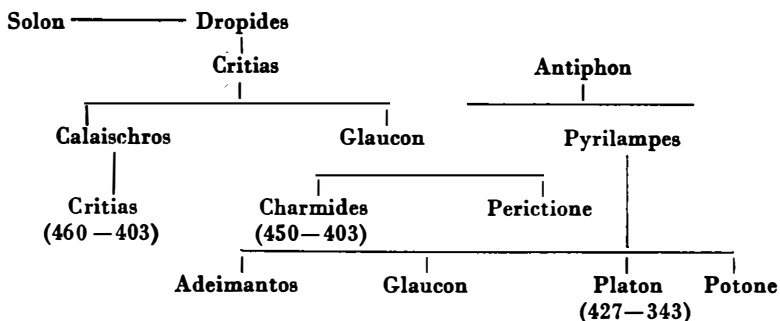 Solon Dropides
Critias Antiphon
Calaischros Glaucon Pyrilampes
Critias Charmides Perictione
(460—403) (450—403)
Adeimantos Glaucon Platon Potone
(427—343)